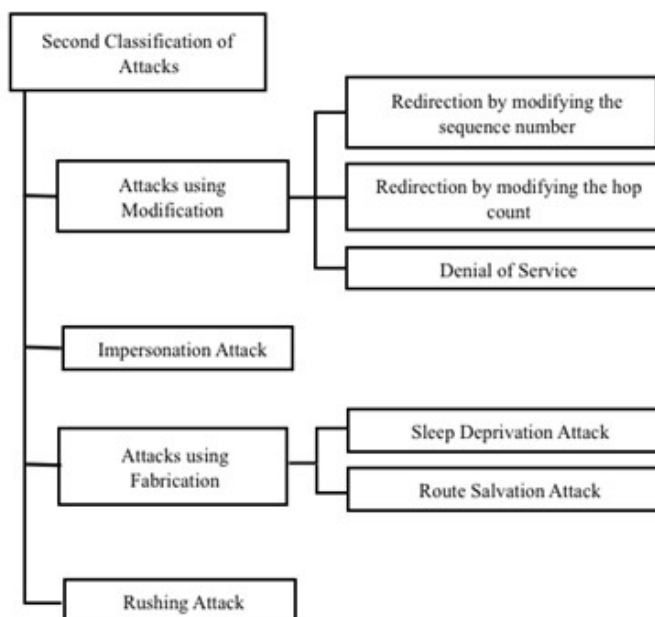 Second Classification of
Attacks
Redirection by modifying the
sequence number
Attacks using
Modification
Redirection by modifying the hop
count
Denial of Service
Impersonation Attack
Attacks using
Fabrication
Sleep Deprivation Attack
Route Salvation Attack
Rushing Attack